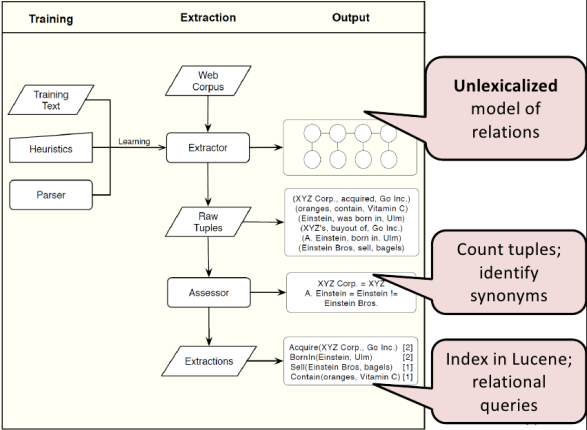 Training
Extraction
Output
Training
Text
Heuristics
Parser
Learning
Web
Corpus
Extractor
Raw
Tuples
Assessor
Extractions
(XYZ Corp., acquired, Go Inc.)
(oranges, contain, Vitamin C)
(Einstein, was born in, Ulm)
(XYZ's, buyout of, Go Inc.)
(A. Einstein, born in, Ulm)
(Einstein Bros, sell, bagels)
XYZ Corp. = XYZ
A. Einstein = Einstein !=
Einstein Bros.
Acquire(XYZ Corp., Go Inc.) [2]
BornIn(Einstein, Ulm) [2]
Sell(Einstein Bros, bagels) [1]
Contain(oranges, Vitamin C) [1]
Unlexicalized
model of
relations
Count tuples;
identify
synonyms
Index in Lucene;
relational
queries